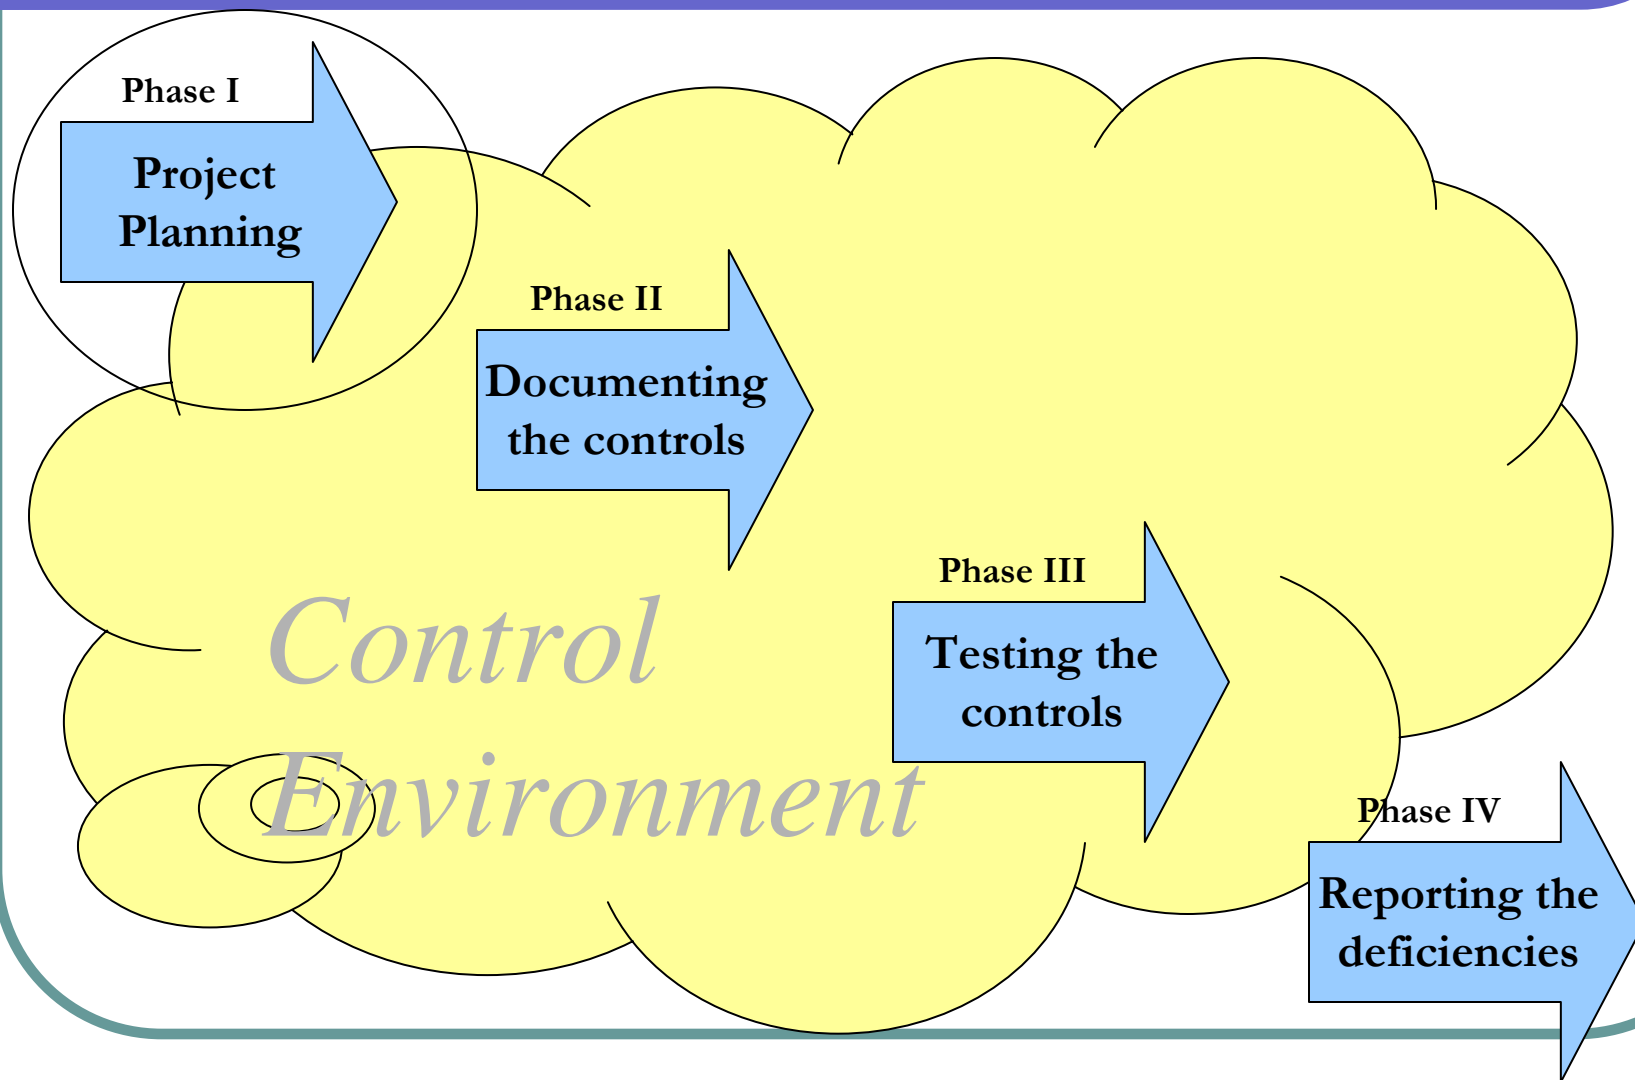 Phase I
Project
Planning
Phase II
Documenting
the controls
Phase III
Testing the
controls
Control
Environment
Phase IV
Reporting the
deficiencies